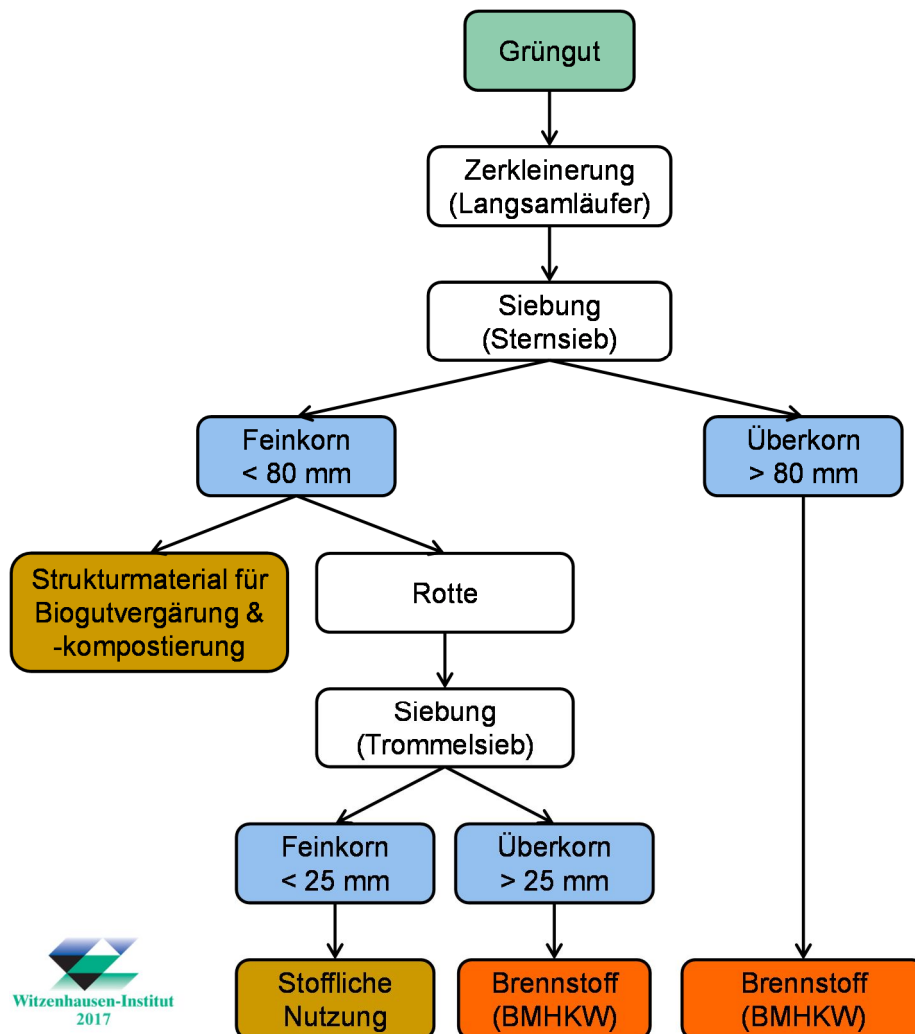 Grüngut
Zerkleinerung
(Langsamläufer)
Siebung
(Sternsieb)
Feinkorn
< 80 mm
Überkorn
> 80 mm
Strukturmaterial für
Biogutvergärung &
-kompostierung
Rotte
Siebung
(Trommelsieb)
Feinkorn
< 25 mm
Überkorn
> 25 mm
Stoffliche
Nutzung
Brennstoff
(BMHKW)
Brennstoff
(BMHKW)
Witzenhausen-Institut
2017